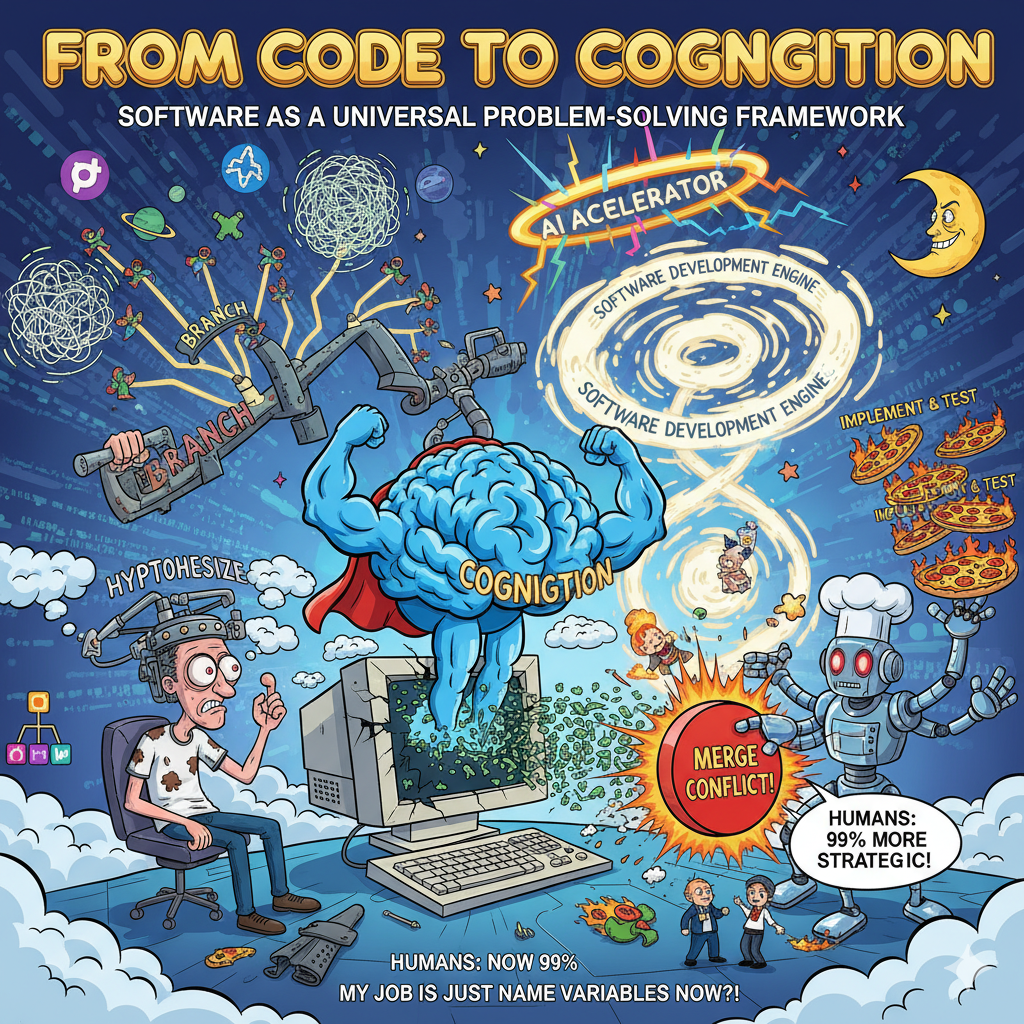 FROM CODE TO COGNGITION
SOFTWARE AS A UNIVERSAL PROBLEM-SOLVING FRAMEWORK
AI ACELERATOR
SOFTWARE DEVELOPMENT ENGINE
SOFTWARE DEVELOPMENT ENGINE
BRANCH
BRANCH
IMPLEMENT & TEST
& TEST
HYPTOHESIZE
COGNIGTION
MERGE
CONFLICT!
HUMANS:
99% MORE
STRATEGIC!
HUMANS: NOW 99%
MY JOB IS JUST NAME VARIABLES NOW?!